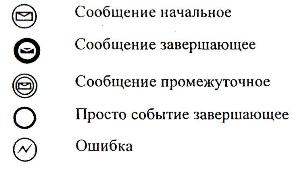 Сообщение начальное
Сообщение завершающее
Сообщение промежуточное
Просто событие завершающее
Ошибка